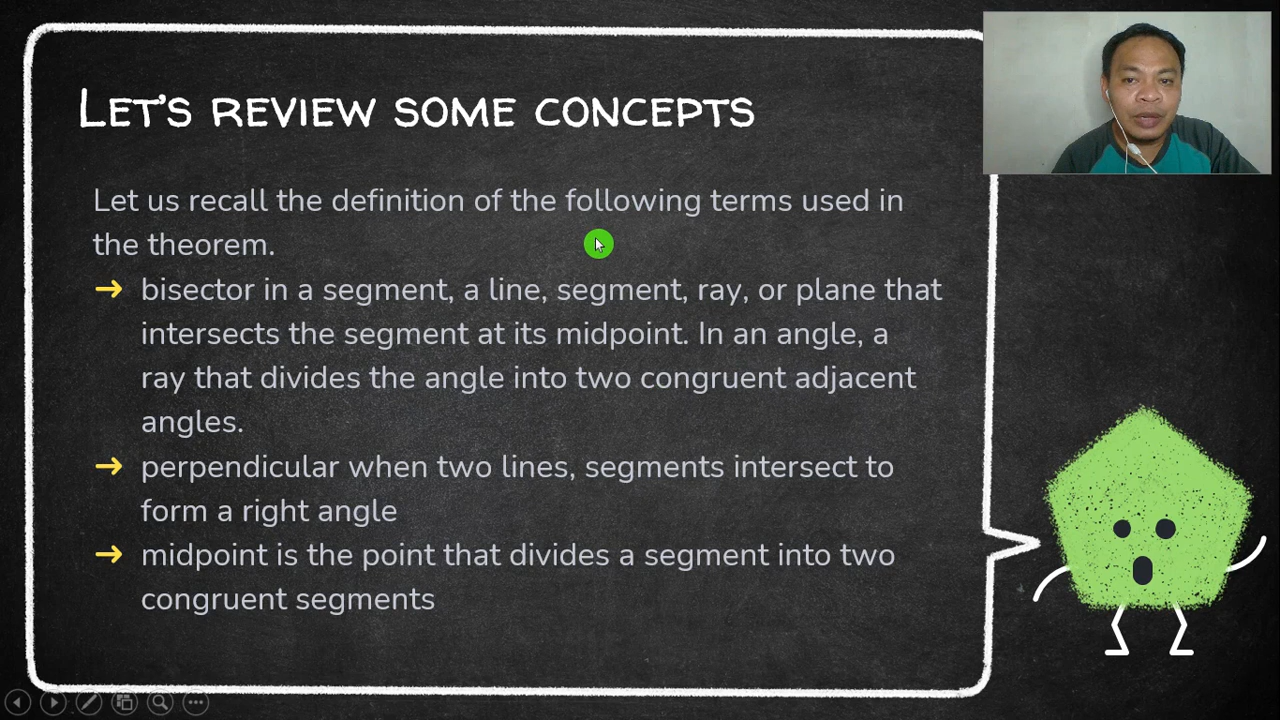 Let's review some concepts
Let us recall the definition of the following terms used in
the theorem.
➜ bisector in a segment, a line, segment, ray, or plane that
intersects the segment at its midpoint. In an angle, a
ray that divides the angle into two congruent adjacent
angles.
➜ perpendicular when two lines, segments intersect to
form a right angle
➜ midpoint is the point that divides a segment into two
congruent segments